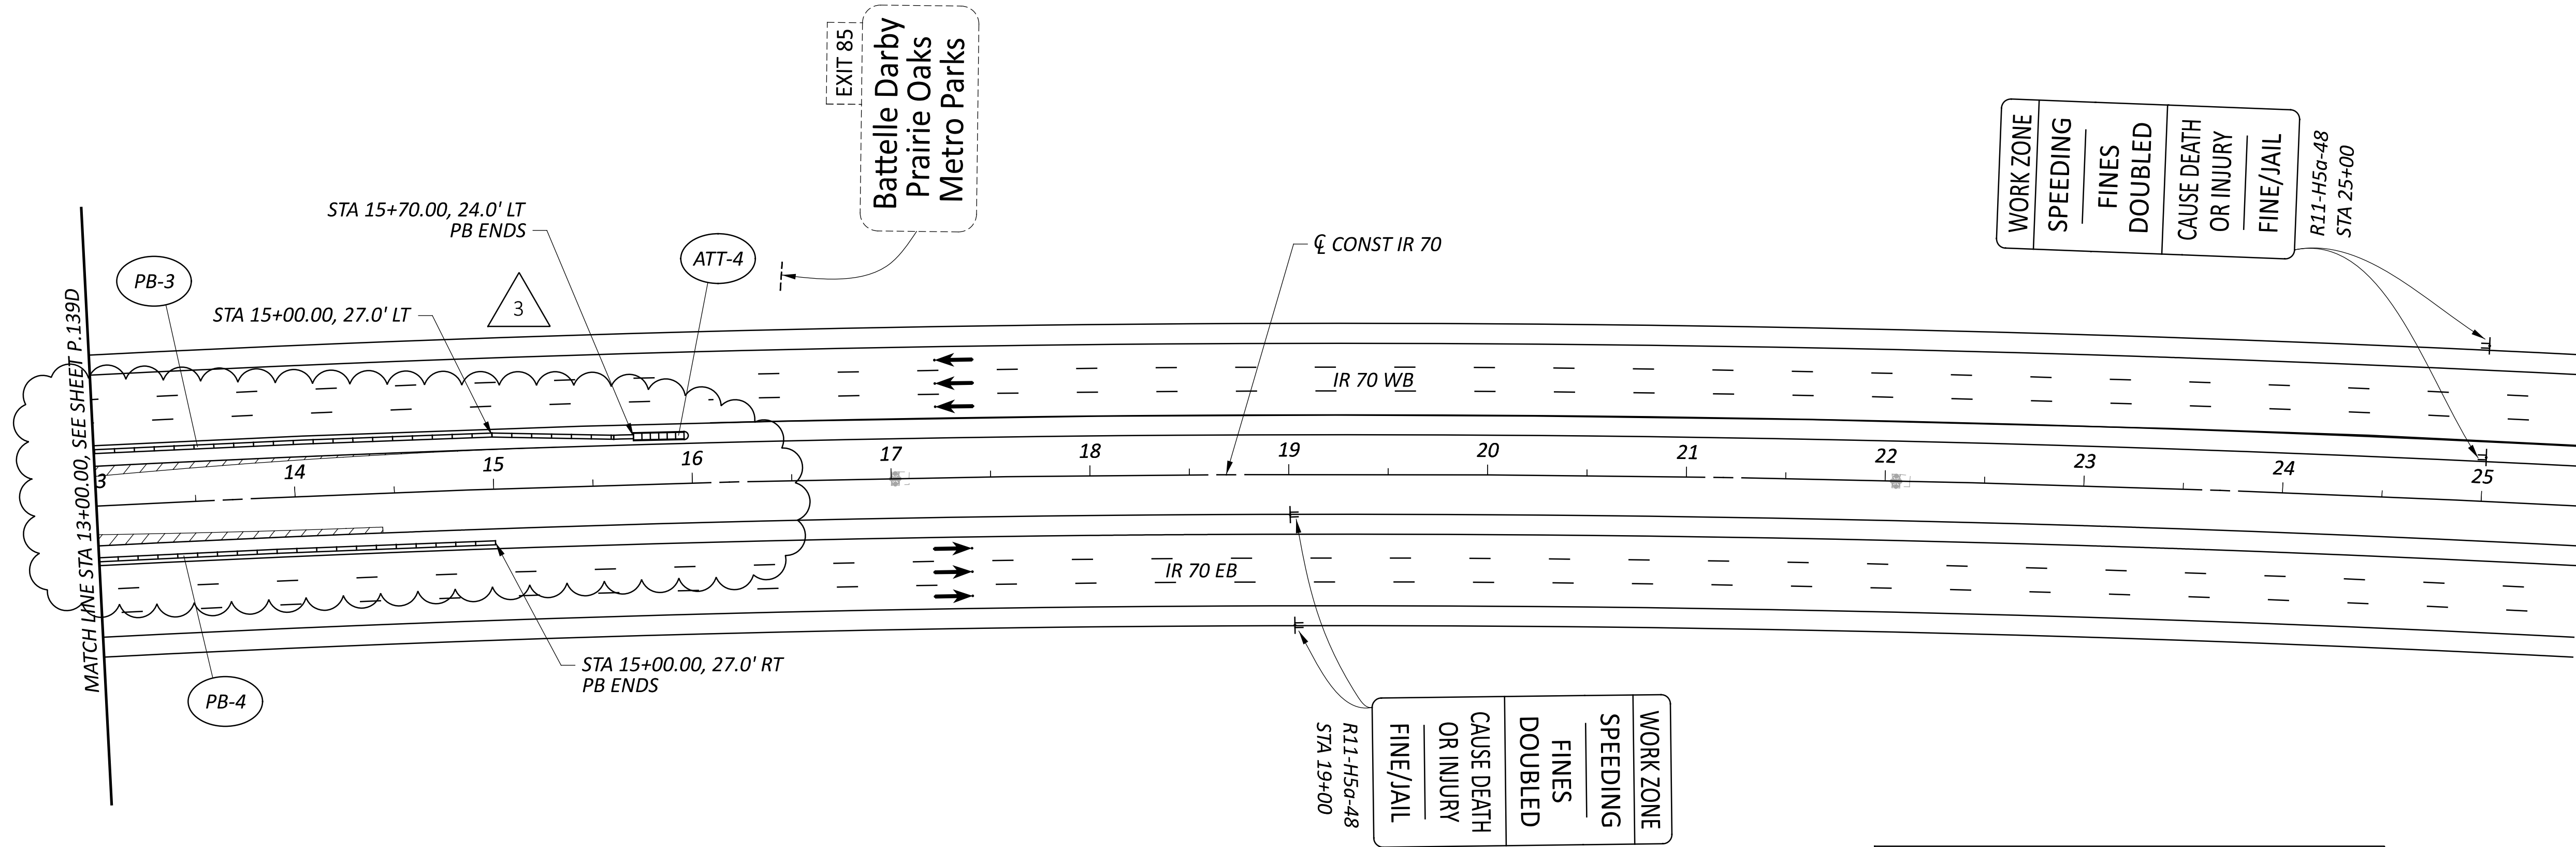 EXIT 85
Battelle Darby
Prairie Oaks
Metro Parks
WORK ZONE
SPEEDING
FINES
DOUBLED
CAUSE DEATH
OR INJURY
FINE/JAIL
R11-H5a-48
STA 25+00
STA 15+70.00, 24.0' LT
PB ENDS
ATT-4
℄ CONST IR 70
PB-3
3
STA 15+00.00, 27.0' LT
MATCH LINE STA 13+00.00, SEE SHEET P.139D
IR 70 WB
3
14
15
16
17
18
19
20
21
22
23
24
25
IR 70 EB
STA 15+00.00, 27.0' RT
PB ENDS
PB-4
WORK ZONE
SPEEDING
FINES
DOUBLED
CAUSE DEATH
OR INJURY
FINE/JAIL
R11-H5a-48
STA 19+00